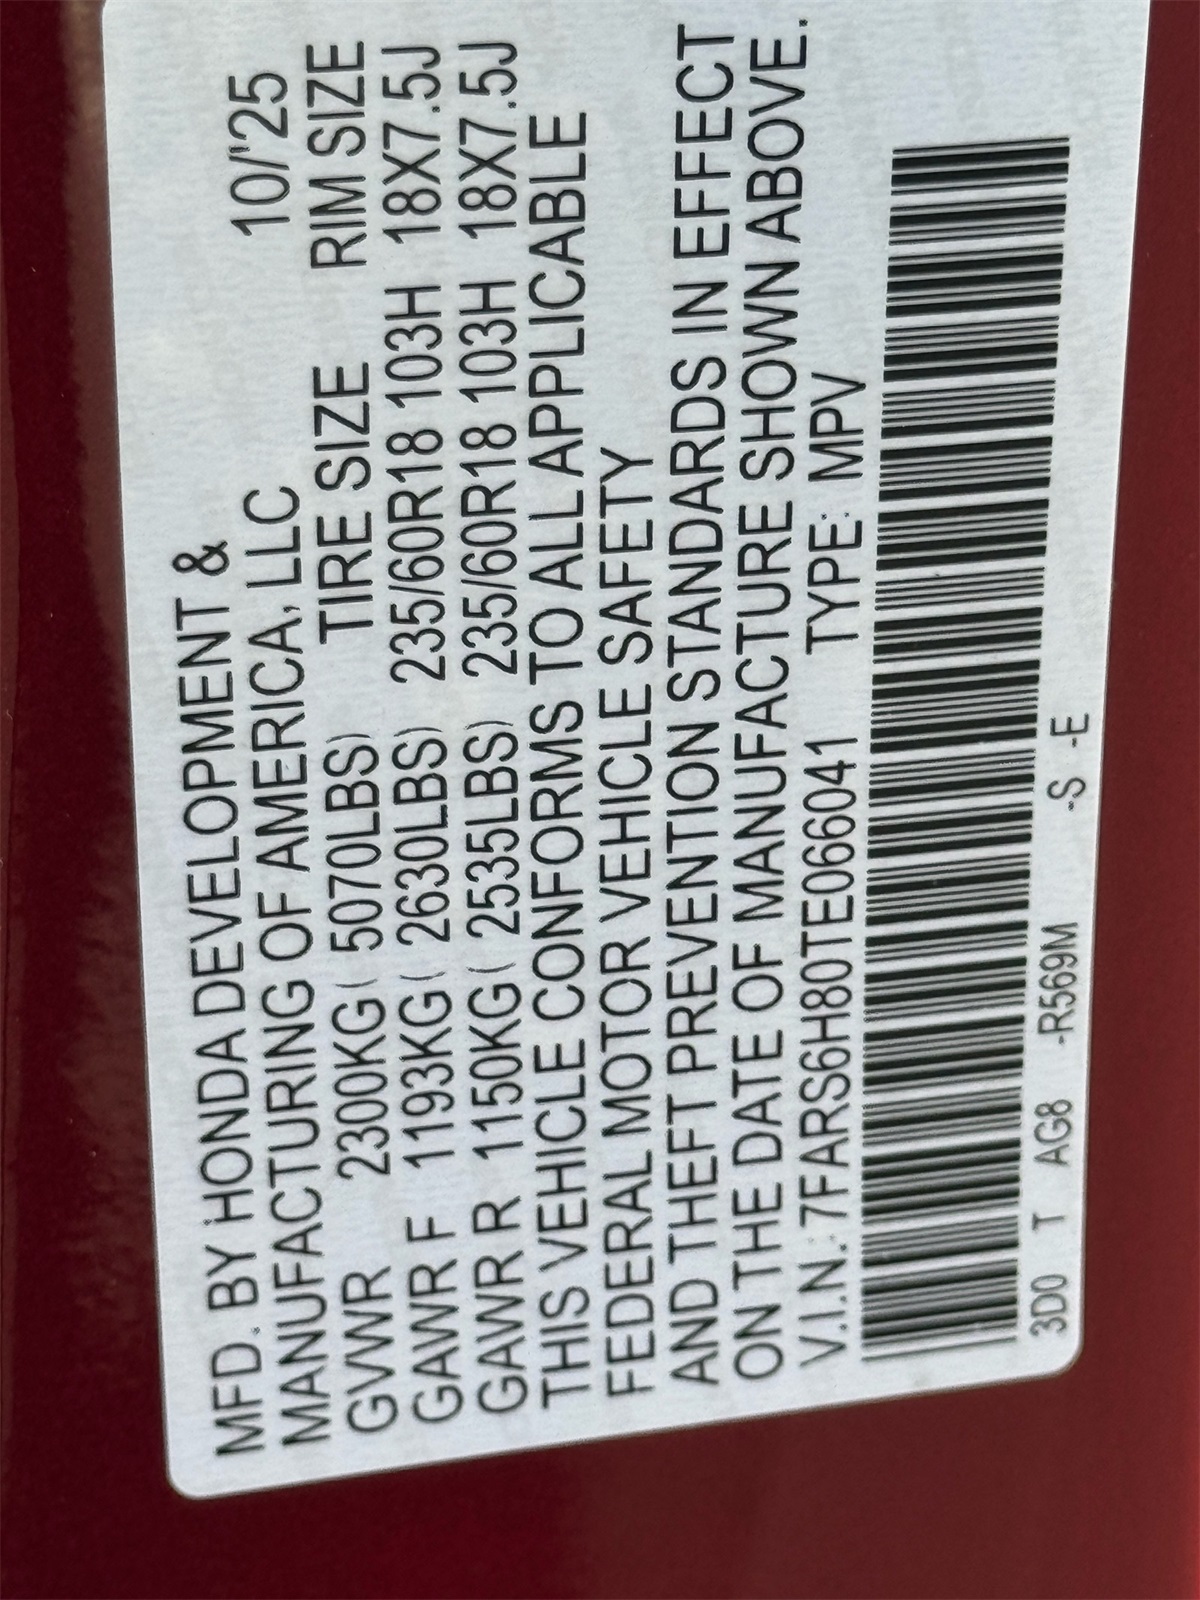 MFD. BY HONDA DEVELOPMENT &
MANUFACTURING OF AMERICA, LLC 10/'25
GVWR 2300KG( 5070LBS) TIRE SIZE RIM SIZE
GAWR F 1193KG( 2630LBS) 235/60R18 103H 18X7.5J
GAWR R 1150KG( 2535LBS) 235/60R18 103H 18X7.5J
THIS VEHICLE CONFORMS TO ALL APPLICABLE
FEDERAL MOTOR VEHICLE SAFETY
AND THEFT PREVENTION STANDARDS IN EFFECT
ON THE DATE OF MANUFACTURE SHOWN ABOVE.
V.I.N.: 7FARS6H80TE066041 TYPE: MPV
3D0 T AG8 -R569M -S -E